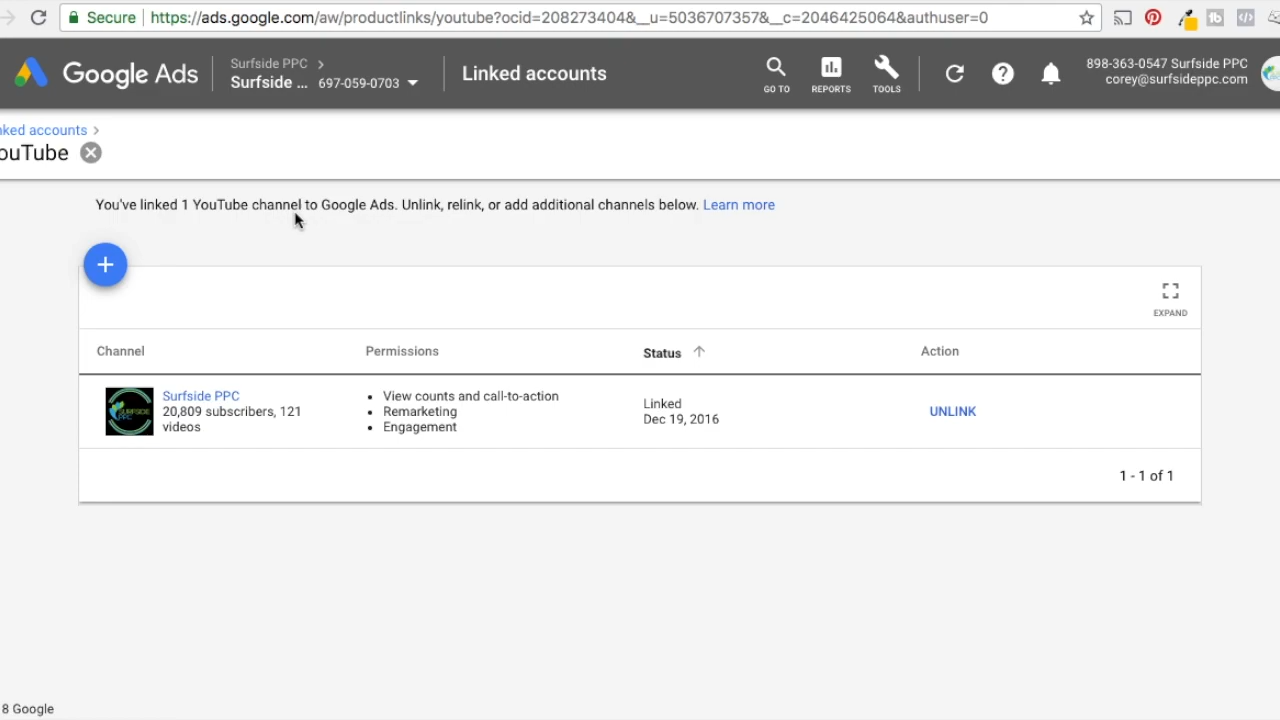 Secure https://ads.google.com/aw/productlinks/youtube?ocid=208273404&__u=5036707357&__c=2046425064&authuser=0
Google Ads
Surfside PPC >
Surfside ... 697-059-0703
Linked accounts
GO TO
REPORTS
TOOLS
898-363-0547 Surfside PPC
corey@surfsideppc.com
nked accounts >
ouTube
You've linked 1 YouTube channel to Google Ads. Unlink, relink, or add additional channels below. Learn more
EXPAND
Channel Permissions Status Action
Surfside PPC
20,809 subscribers, 121
videos
• View counts and call-to-action
• Remarketing
• Engagement
Linked
Dec 19, 2016
UNLINK
1 - 1 of 1
8 Google